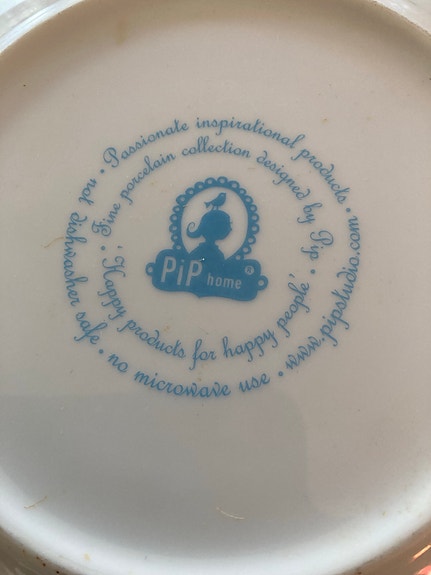 Passionate inspirational products • www.pipstudio.com • no microwave use • not dishwasher safe •
Fine porcelain collection designed by Pip • 'Happy products for happy people' •
PiP home ®